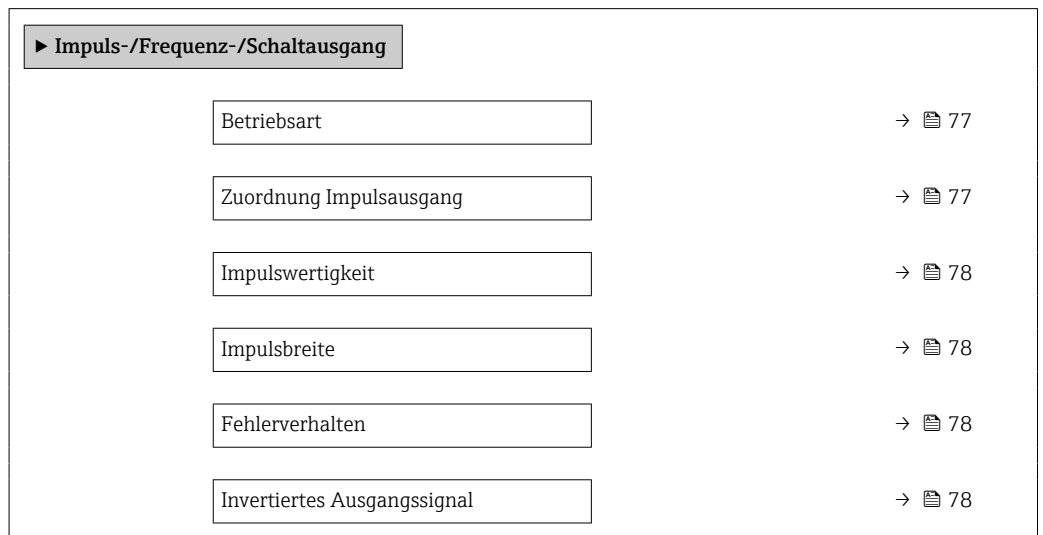 ► Impuls-/Frequenz-/Schaltausgang
Betriebsart → 77
Zuordnung Impulsausgang → 77
Impulswertigkeit → 78
Impulsbreite → 78
Fehlerverhalten → 78
Invertiertes Ausgangssignal → 78